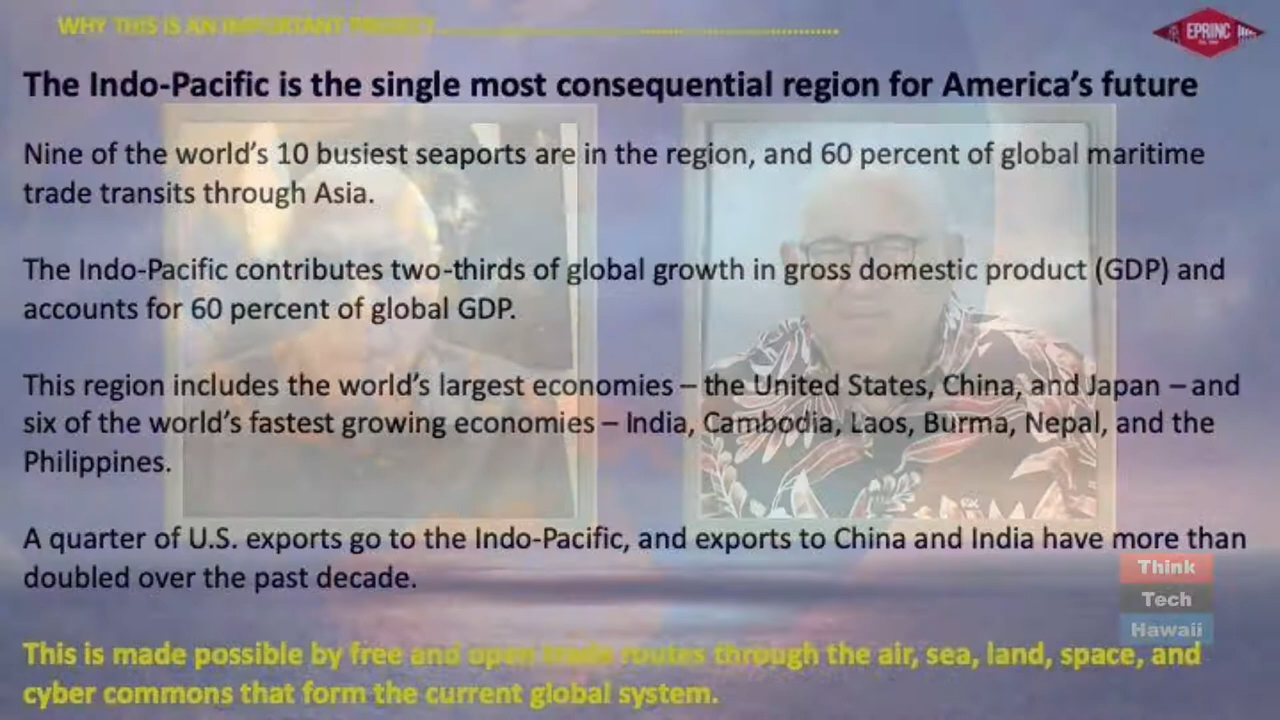 WHY THIS IS AN IMPORTANT PROJECT
EPRINC
The Indo-Pacific is the single most consequential region for America's future
Nine of the world's 10 busiest seaports are in the region, and 60 percent of global maritime
trade transits through Asia.
The Indo-Pacific contributes two-thirds of global growth in gross domestic product (GDP) and
accounts for 60 percent of global GDP.
This region includes the world's largest economies – the United States, China, and Japan – and
six of the world's fastest growing economies – India, Cambodia, Laos, Burma, Nepal, and the
Philippines.
A quarter of U.S. exports go to the Indo-Pacific, and exports to China and India have more than
doubled over the past decade.
Think
Tech
Hawaii
This is made possible by free and open trade routes through the air, sea, land, space, and
cyber commons that form the current global system.